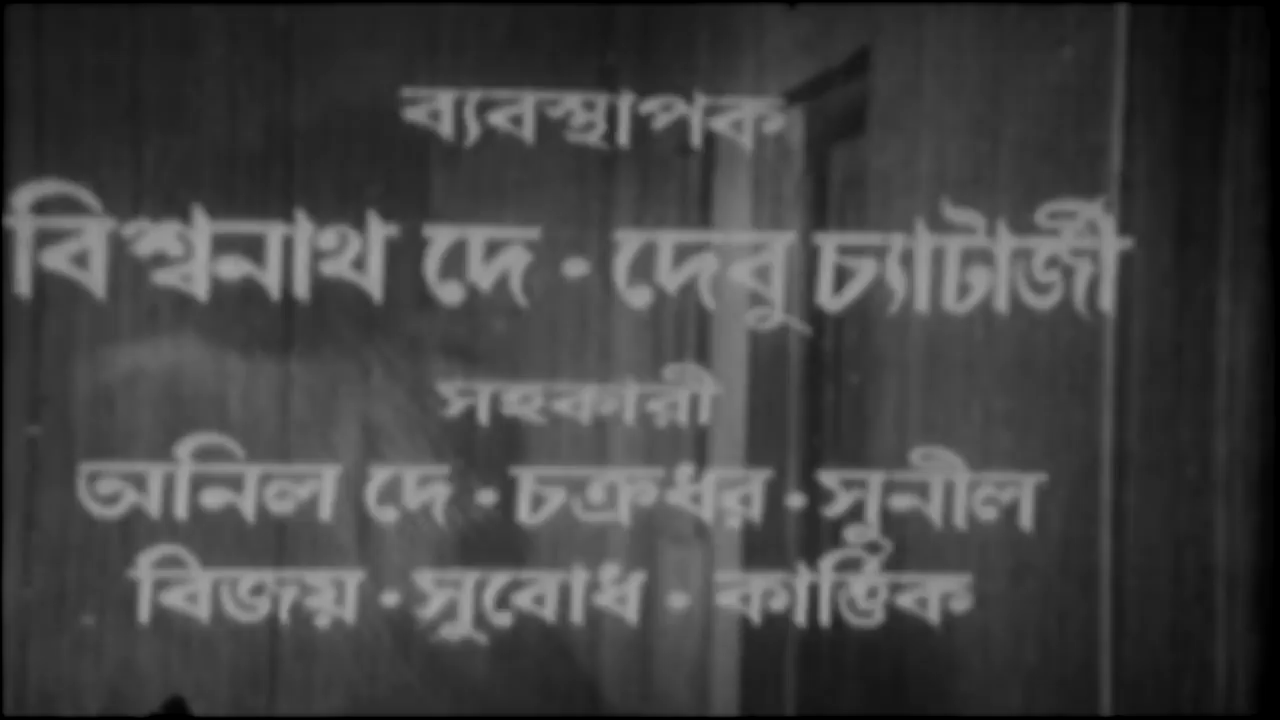 ব্যবস্থাপক
বিশ্বনাথ দে • দেবু চ্যাটার্জী
সহকারী
অনিল দে • চক্রধর • সুনীল
বিজয় • সুবোধ • কার্ত্তিক